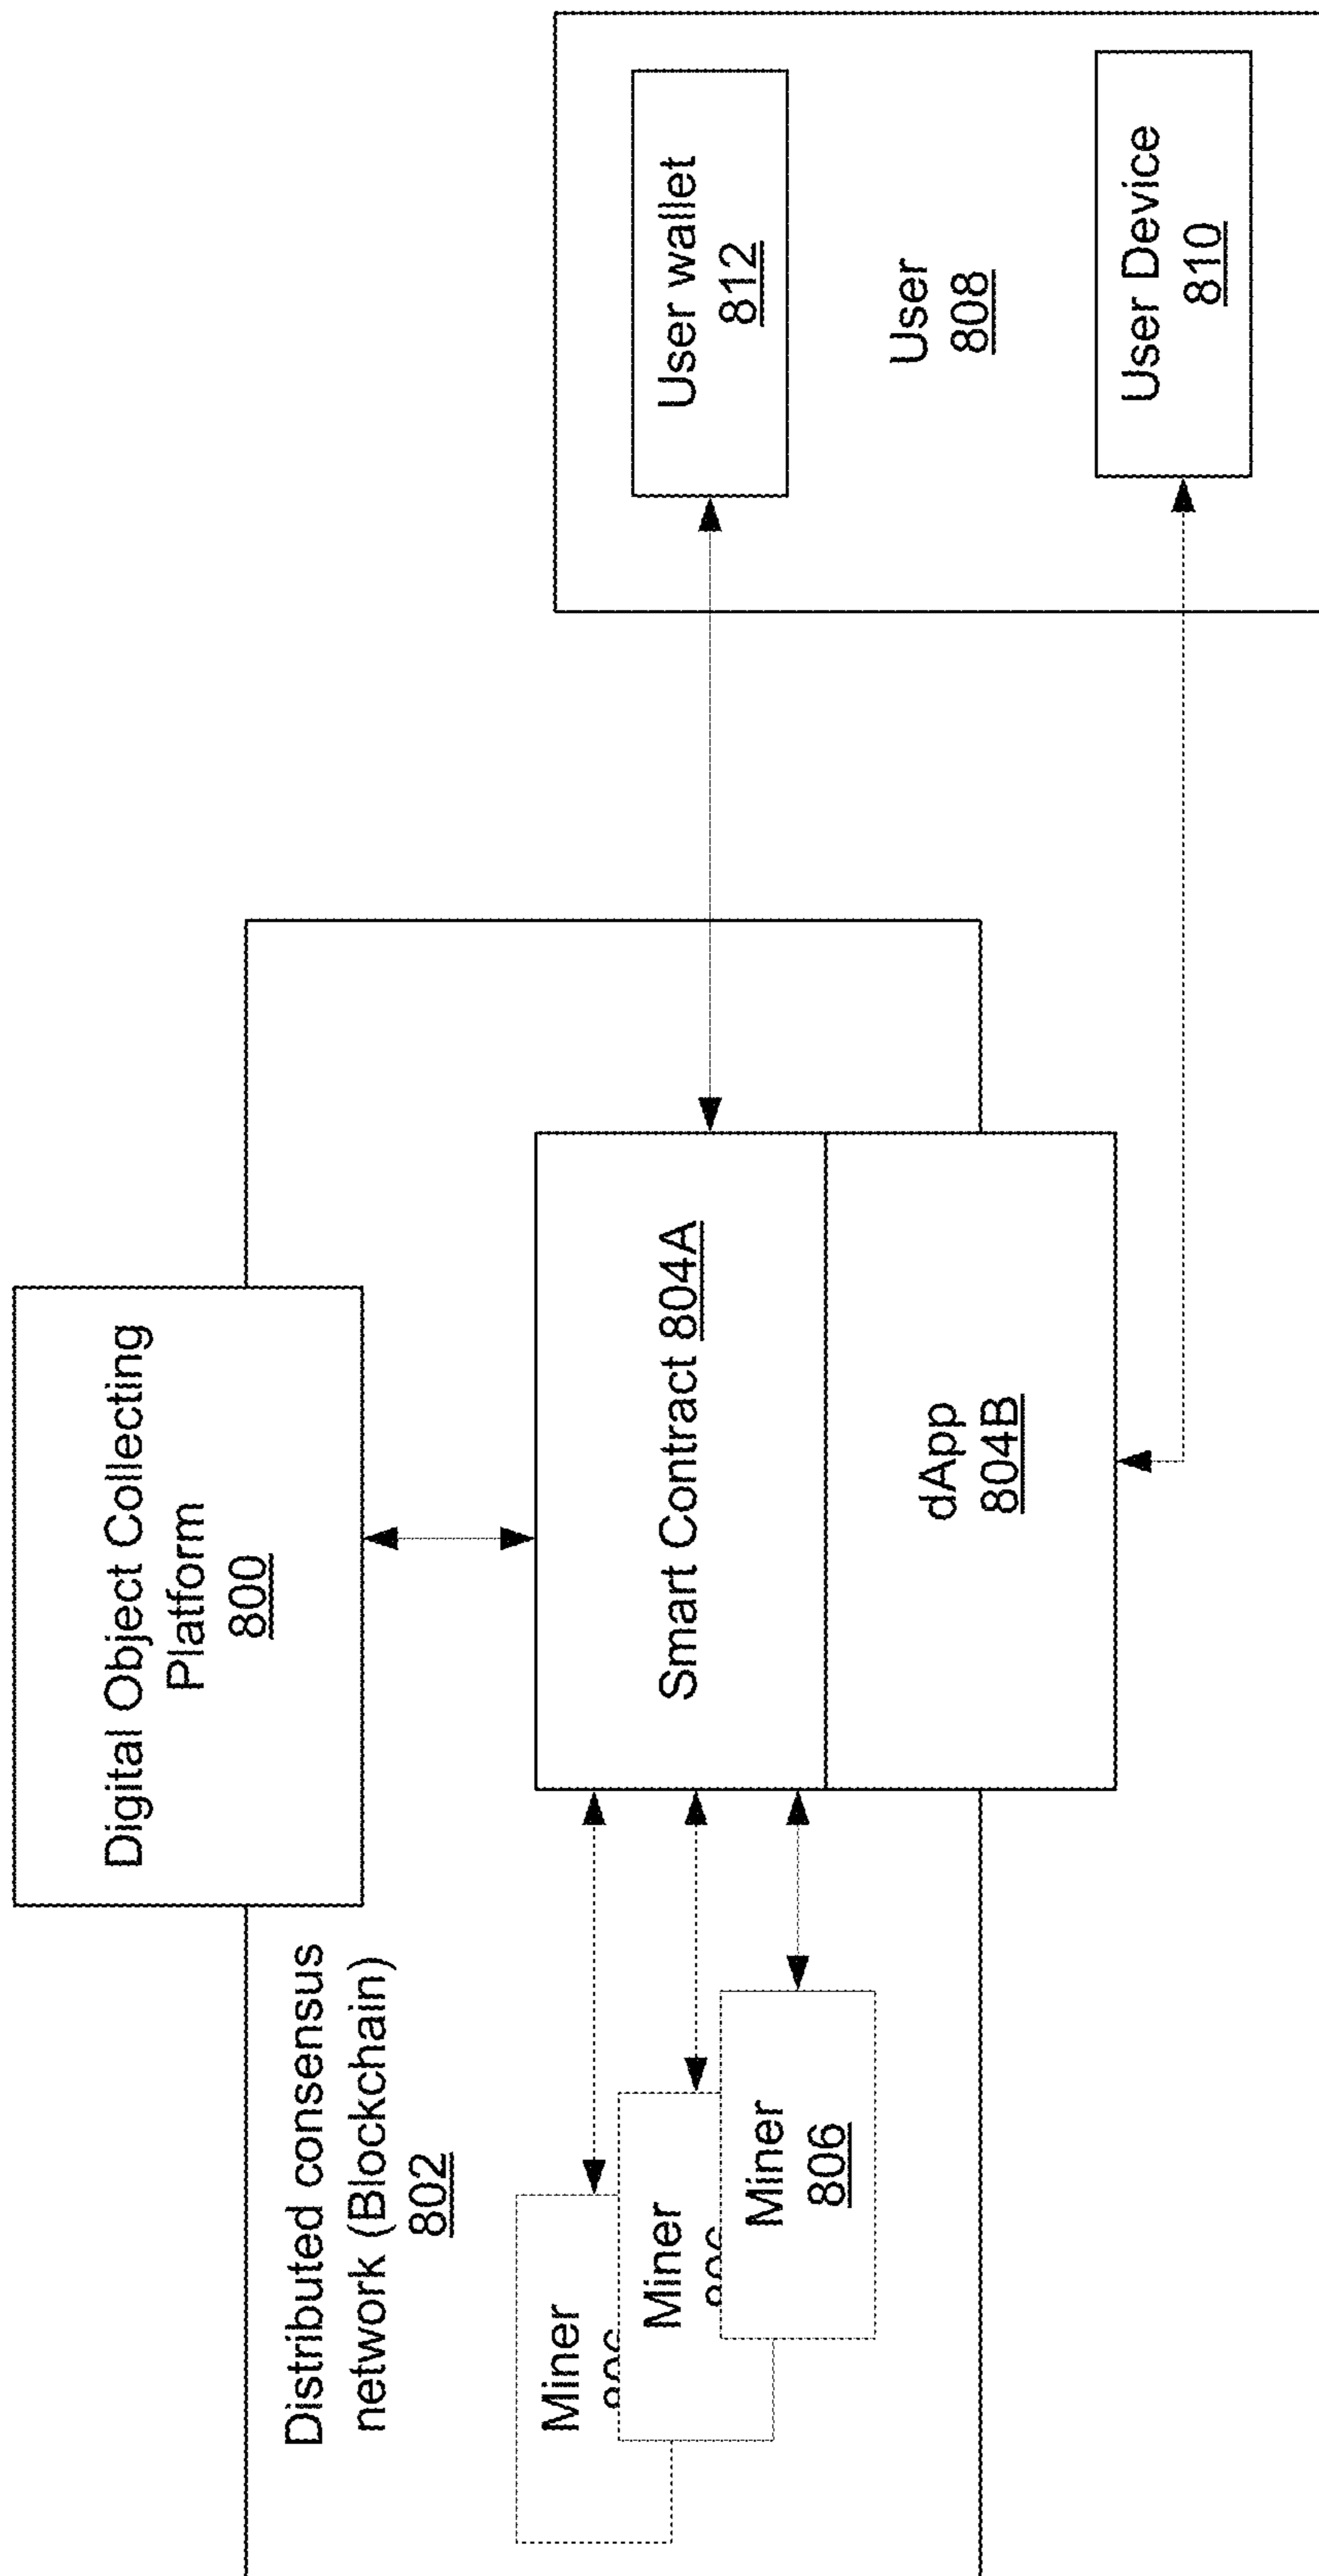 Digital Object Collecting
Platform
800
Distributed consensus
network (Blockchain)
802
Miner
Miner
Miner
806
Smart Contract 804A
dApp
804B
User wallet
812
User
808
User Device
810